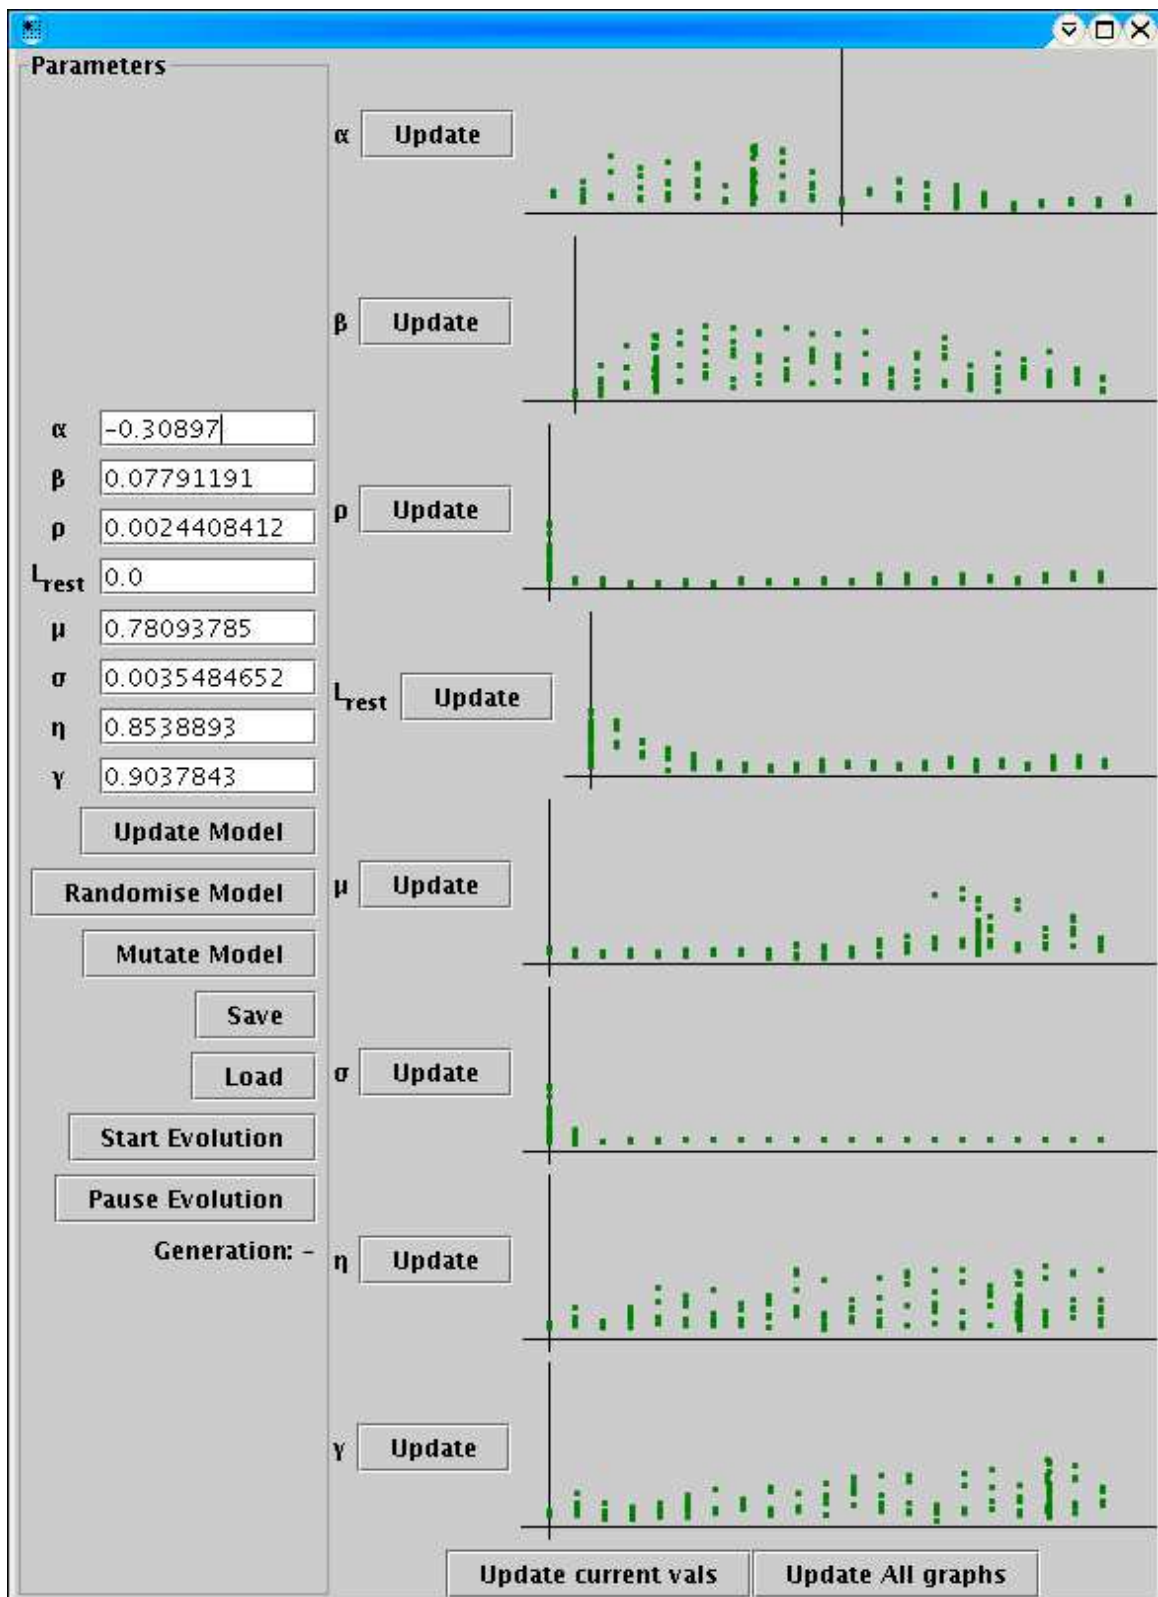 Parameters
α Update
β Update
α -0.30897
β 0.07791191
ρ 0.0024408412
ρ Update
Lrest 0.0
μ 0.78093785
σ 0.0035484652
Lrest Update
η 0.8538893
γ 0.9037843
Update Model
Randomise Model
μ Update
Mutate Model
Save
Load
σ Update
Start Evolution
Pause Evolution
Generation: -
η Update
γ Update
Update current vals Update All graphs